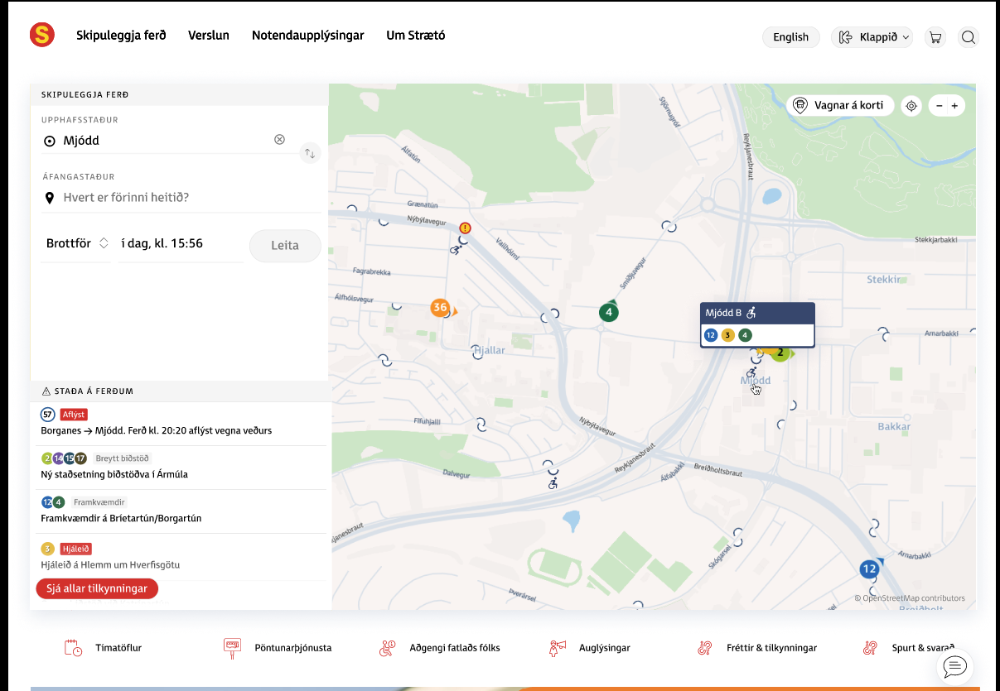 S Skipuleggja ferð Verslun Notendaupplýsingar Um Strætó English Klappið
SKIPULEGGJA FERÐ
UPPHAFSSTAÐUR
Mjódd
ÁFANGASTAÐUR
Hvert er förinni heitið?
Brottför í dag, kl. 15:56 Leita
STAÐA Á FERÐUM
57 Aflýst
Borganes → Mjódd. Ferð kl. 20:20 aflýst vegna veðurs
2 14 15 17 Breytt biðstöð
Ný staðsetning biðstöðva í Ármúla
12 4 Framkvæmdir
Framkvæmdir á Bríetartún/Borgartún
3 Hjáleið
Hjáleið á Hlemm um Hverfisgötu
Sjá allar tilkynningar
Vagnar á korti
− +
Stjörnugróf
Reykjanesbraut
Álfatún
Grænatún
Nýbýlavegur
!
Vallhólmi
Stekkjarbakki
Fagrabrekka
Smiðjuvegur
Stekkir
Álfhólsvegur
36
4
Mjódd B
12 3 4
Arnarbakki
Hjallar
2
Mjódd
Fífuhjalli
Nýbýlavegur
Bakkar
Reykjanesbraut
Dalvegur
Álfabakki
Breiðholtsbraut
Skógarsel
Arnarbakki
12
Þverársel
© OpenStreetMap contributors
Breiðholt
Tímatöflur Pöntunarþjónusta Aðgengi fatlaðs fólks Auglýsingar Fréttir & tilkynningar Spurt & svarað